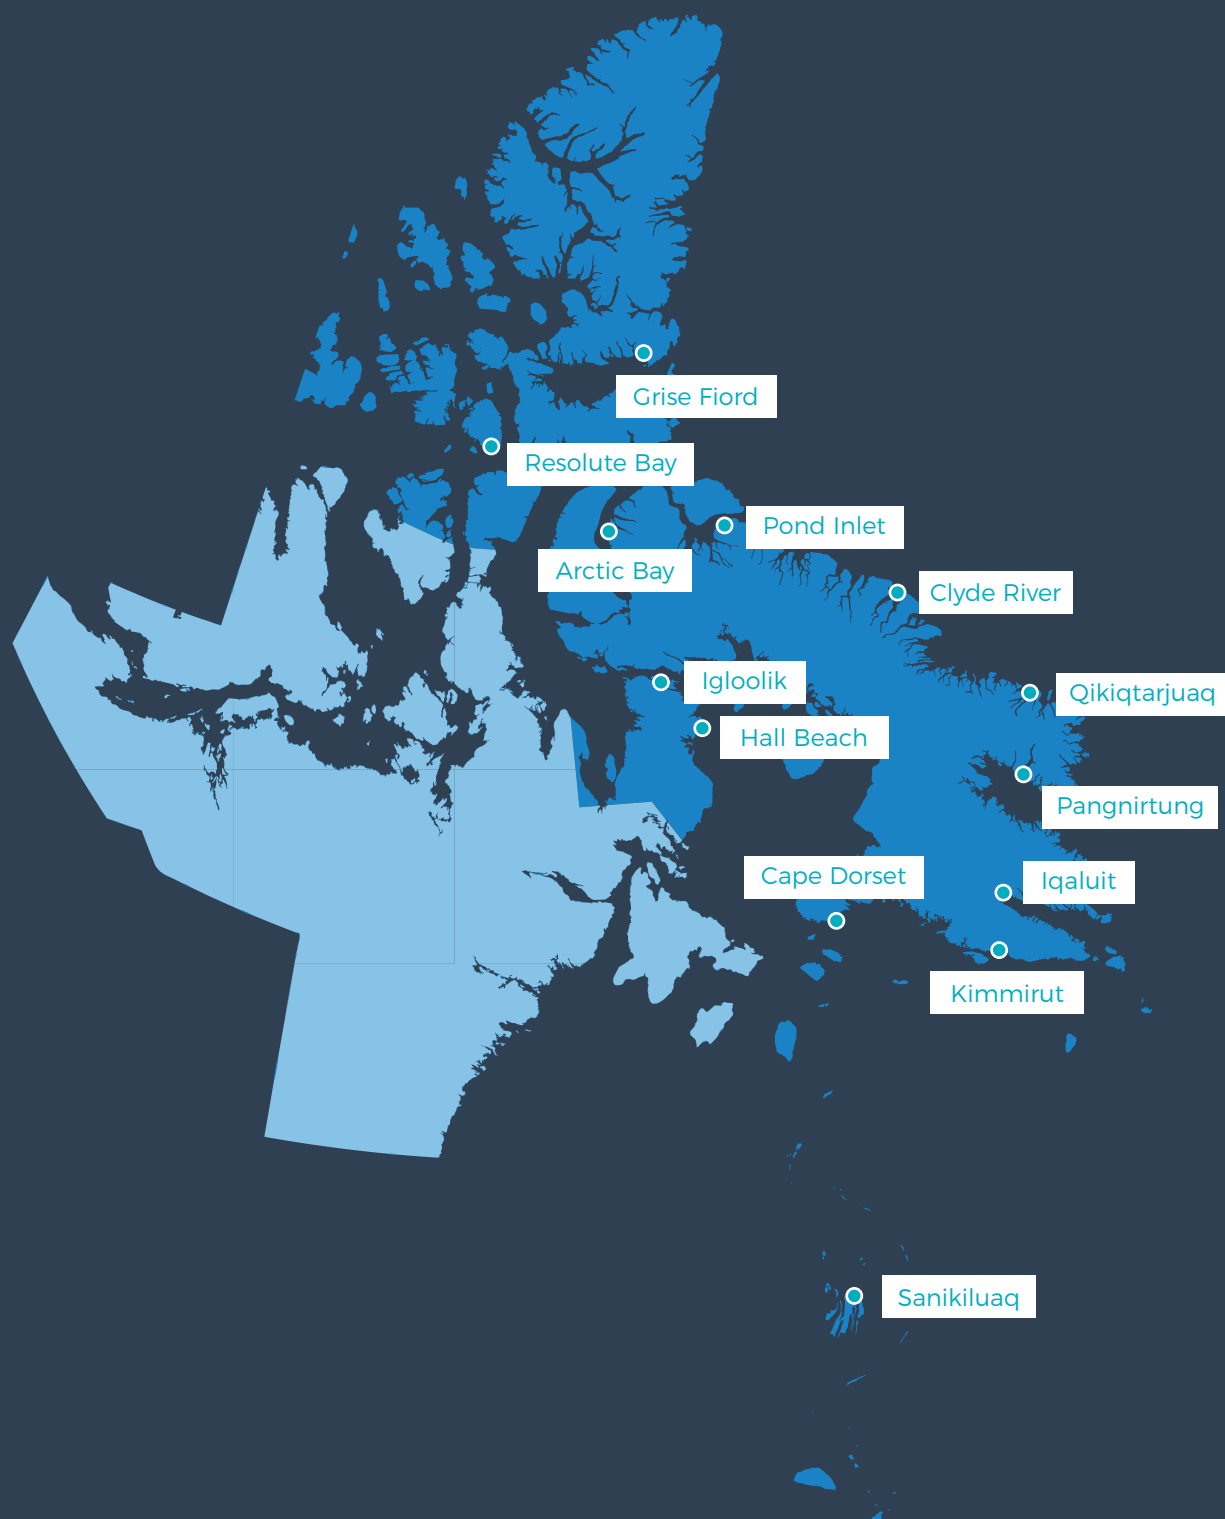 Grise Fiord
Resolute Bay
Pond Inlet
Arctic Bay
Clyde River
Igloolik
Qikiqtarjuaq
Hall Beach
Pangnirtung
Cape Dorset
Iqaluit
Kimmirut
Sanikiluaq